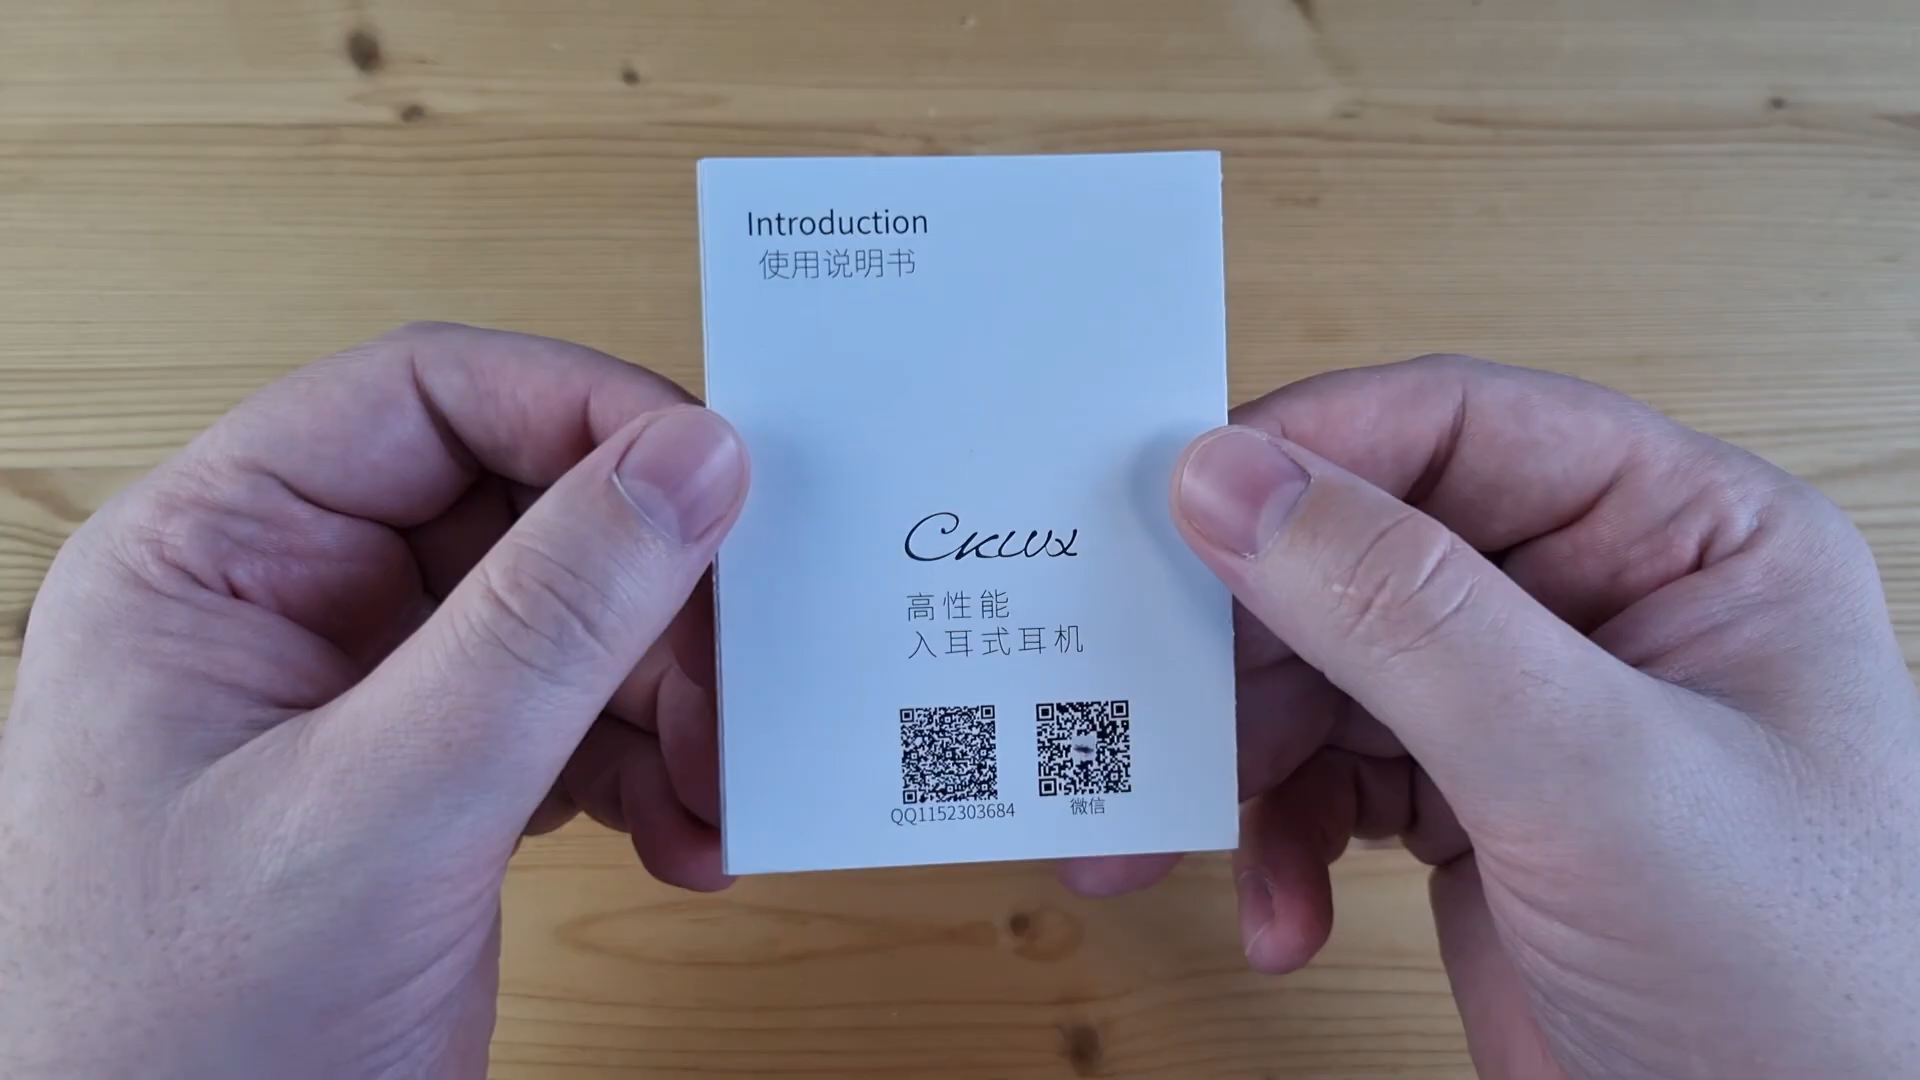 Introduction
使用说明书
Ckwx
高性能
入耳式耳机
QQ1152303684
微信